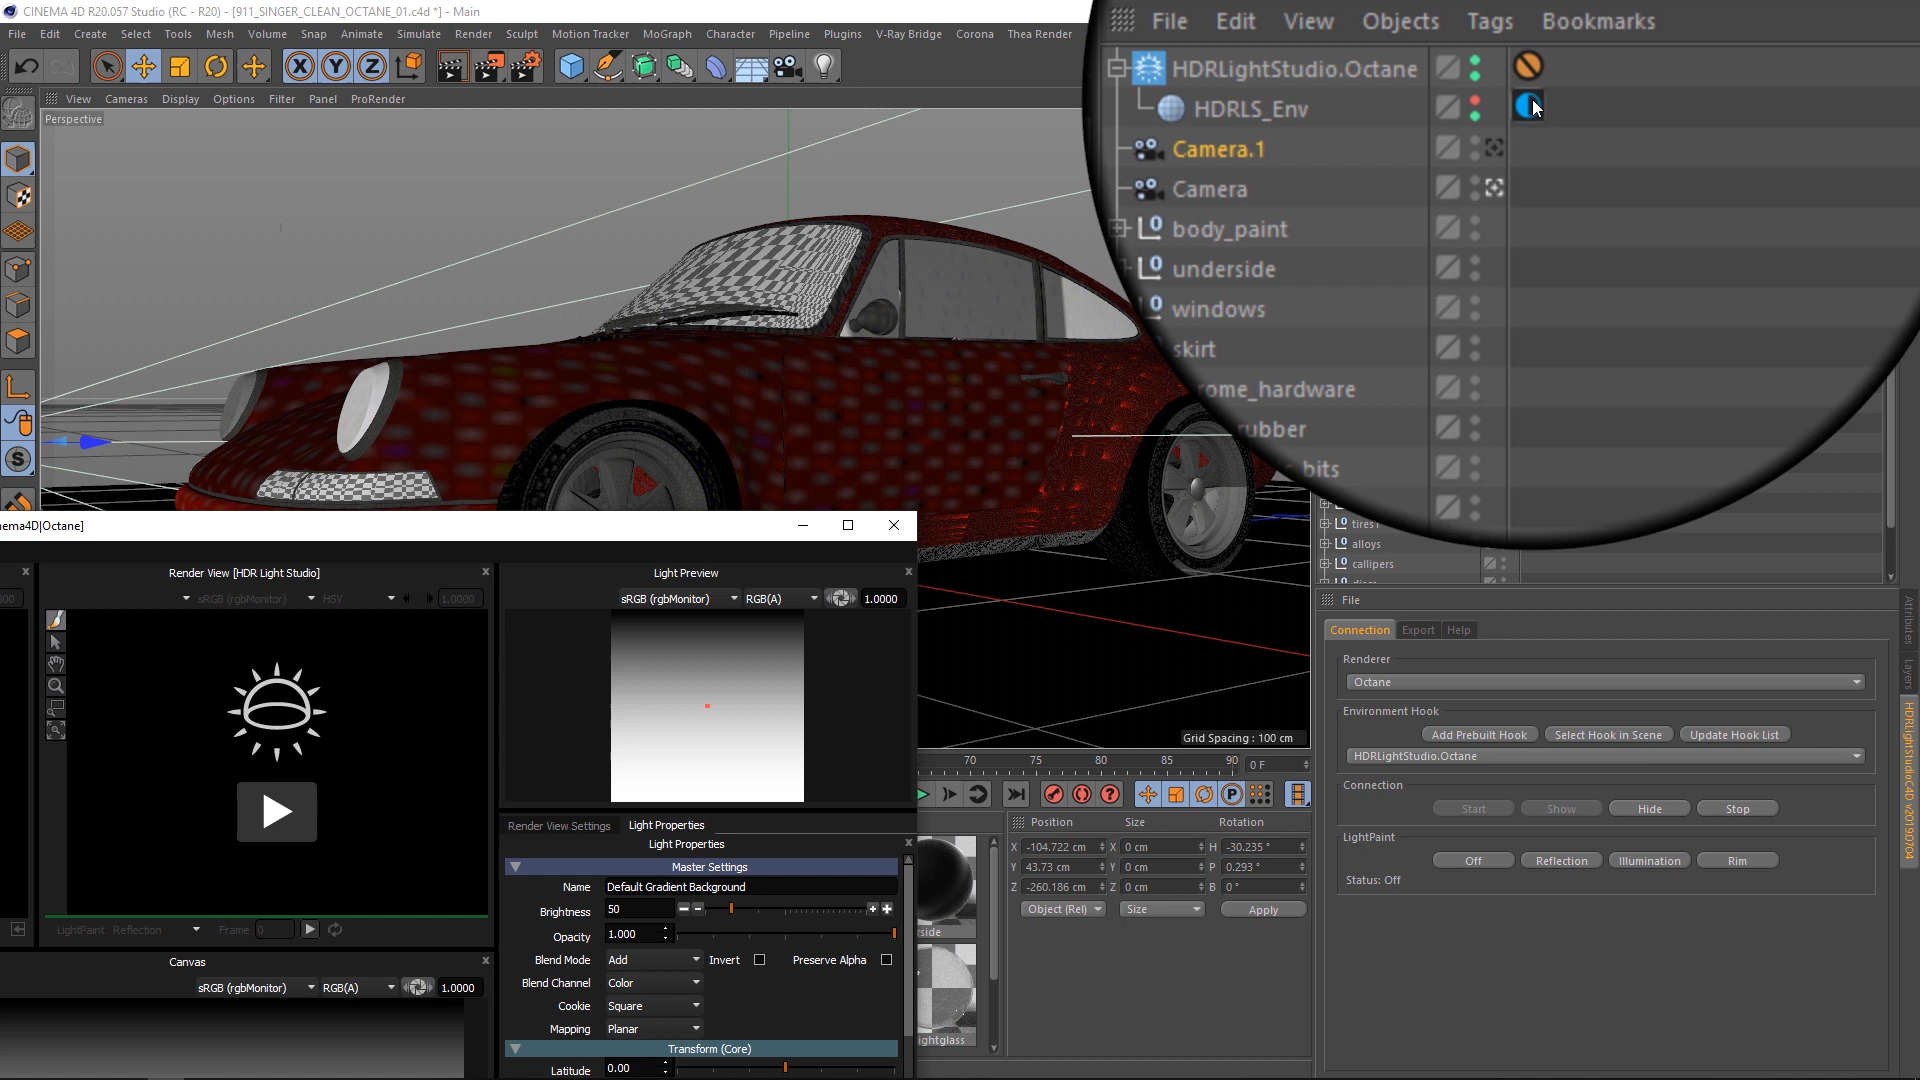 CINEMA 4D R20.057 Studio (RC - R20) - [911_SINGER_CLEAN_OCTANE_01.c4d *] - Main
File Edit Create Select Tools Mesh Volume Snap Animate Simulate Render Sculpt Motion Tracker MoGraph Character Pipeline Plugins V-Ray Bridge Corona Thea Render
File Edit View Objects Tags Bookmarks
X Y Z
View Cameras Display Options Filter Panel ProRender
Perspective
HDRLightStudio.Octane
HDRLS_Env
Camera.1
Camera
body_paint
underside
windows
skirt
rome_hardware
rubber
bits
tires
alloys
callipers
S
nema4D|Octane]
Render View [HDR Light Studio]
sRGB (rgbMonitor) HSV 1.0000
Light Preview
sRGB (rgbMonitor) RGB(A) 1.0000
LightPaint Reflection Frame 0
Canvas
sRGB (rgbMonitor) RGB(A) 1.0000
Render View Settings Light Properties
Light Properties
Master Settings
Name Default Gradient Background
Brightness 50
Opacity 1.000
Blend Mode Add Invert Preserve Alpha
Blend Channel Color
Cookie Square
Mapping Planar
Transform (Core)
Latitude 0.00
Grid Spacing : 100 cm
70 75 80 85 90 0 F
P
Position Size Rotation
X -104.722 cm X 0 cm H -30.235 °
Y 43.73 cm Y 0 cm P 0.293 °
Z -260.186 cm Z 0 cm B 0 °
Object (Rel) Size Apply
rside
ightglass
File
Connection Export Help
Renderer
Octane
Environment Hook
Add Prebuilt Hook Select Hook in Scene Update Hook List
HDRLightStudio.Octane
Connection
Start Show Hide Stop
LightPaint
Off Reflection Illumination Rim
Status: Off
Attributes
Layers
HDRLightStudioC4D v20190704